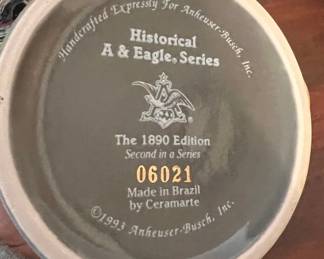 Handcrafted Expressly For Anheuser-Busch, Inc.
Historical
A & Eagle® Series
The 1890 Edition
Second in a Series
06021
Made in Brazil
by Ceramarte
©1993 Anheuser-Busch, Inc.